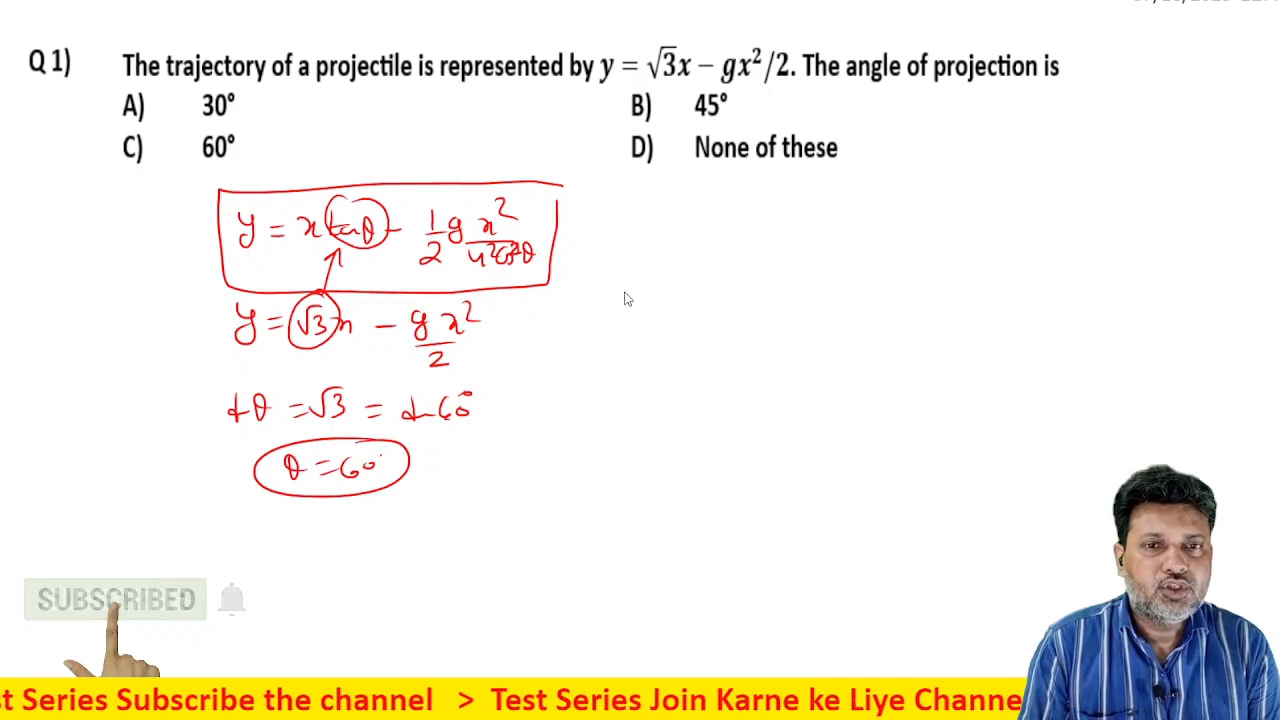 Q 1) The trajectory of a projectile is represented by y = √3x − gx²/2. The angle of projection is
A) 30° B) 45°
C) 60° D) None of these
y = x tanθ − 1/2 g x²/u²cos²θ
y = √3x − gx²/2
tθ = √3 = t 60°
θ = 60°
SUBSCRIBED
st Series Subscribe the channel > Test Series Join Karne ke Liye Channe